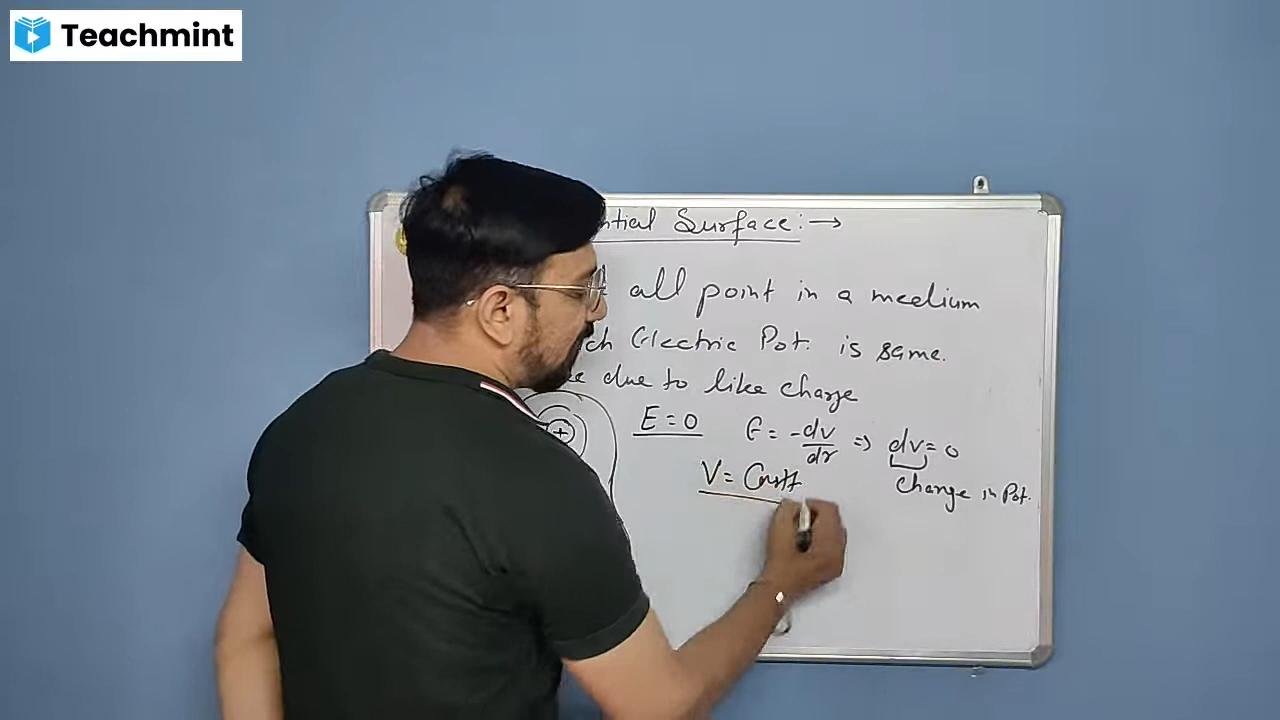 Teachmint
ntial Surface:→
all point in a medium
ch Electric Pot. is same.
due to like charge
+
E=0
E = -dv/dr ⇒ dv=0
V= Const
Change in Pot.